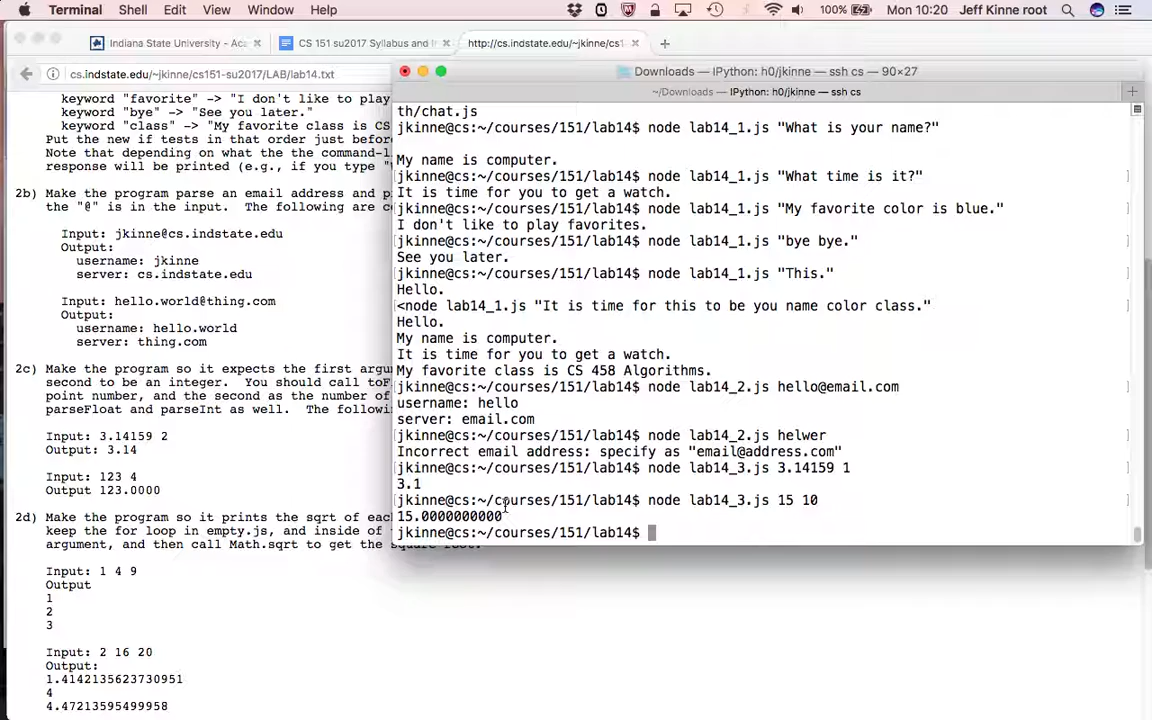 Terminal Shell Edit View Window Help 100% Mon 10:20 Jeff Kinne root
Indiana State University - Aca
CS 151 su2017 Syllabus and I
http://cs.indstate.edu/~jkinne/cs1
cs.indstate.edu/~jkinne/cs151-su2017/LAB/lab14.txt
keyword "favorite" -> "I don't like to play
keyword "bye" -> "See you later."
keyword "class" -> "My favorite class is CS
Put the new if tests in that order just befor
Note that depending on what the the command-l
response will be printed (e.g., if you type "
2b) Make the program parse an email address and p
the "@" is in the input. The following are co
Input: jkinne@cs.indstate.edu
Output:
username: jkinne
server: cs.indstate.edu
Input: hello.world@thing.com
Output:
username: hello.world
server: thing.com
2c) Make the program so it expects the first argu
second to be an integer. You should call toF
point number, and the second as the number of
parseFloat and parseInt as well. The followi
Input: 3.14159 2
Output: 3.14
Input: 123 4
Output 123.0000
2d) Make the program so it prints the sqrt of eac
keep the for loop in empty.js, and inside of
argument, and then call Math.sqrt to get the square root.
Input: 1 4 9
Output
1
2
3
Input: 2 16 20
Output:
1.4142135623730951
4
4.47213595499958
Downloads — IPython: h0/jkinne — ssh cs — 90×27
~/Downloads — IPython: h0/jkinne — ssh cs
th/chat.js
jkinne@cs:~/courses/151/lab14$ node lab14_1.js "What is your name?"
My name is computer.
[jkinne@cs:~/courses/151/lab14$ node lab14_1.js "What time is it?" ]
It is time for you to get a watch.
[jkinne@cs:~/courses/151/lab14$ node lab14_1.js "My favorite color is blue." ]
I don't like to play favorites.
[jkinne@cs:~/courses/151/lab14$ node lab14_1.js "bye bye." ]
See you later.
[jkinne@cs:~/courses/151/lab14$ node lab14_1.js "This." ]
Hello.
[<node lab14_1.js "It is time for this to be you name color class." ]
Hello.
My name is computer.
It is time for you to get a watch.
My favorite class is CS 458 Algorithms.
[jkinne@cs:~/courses/151/lab14$ node lab14_2.js hello@email.com ]
username: hello
server: email.com
[jkinne@cs:~/courses/151/lab14$ node lab14_2.js helwer ]
Incorrect email address: specify as "email@address.com"
[jkinne@cs:~/courses/151/lab14$ node lab14_3.js 3.14159 1 ]
3.1
[jkinne@cs:~/courses/151/lab14$ node lab14_3.js 15 10 ]
15.0000000000
jkinne@cs:~/courses/151/lab14$